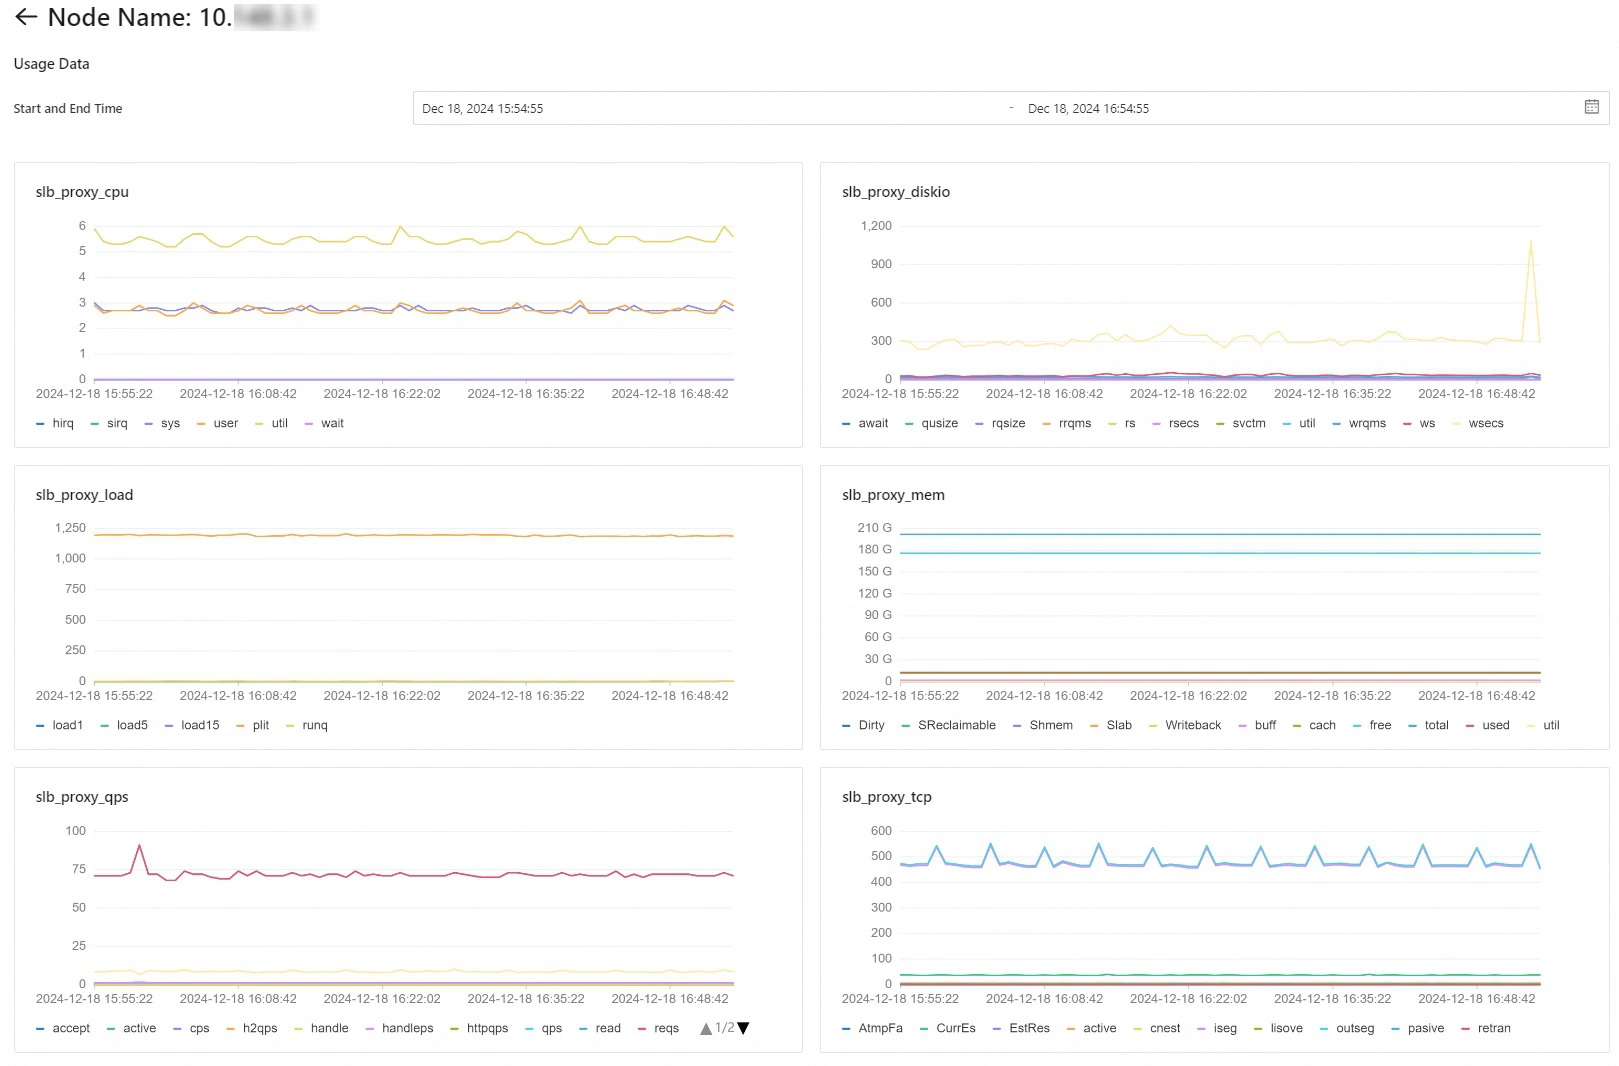 Node Name: 10.
Usage Data
Start and End Time
Dec 18, 2024 15:54:55 - Dec 18, 2024 16:54:55
slb_proxy_cpu
6
5
4
3
2
1
0
2024-12-18 15:55:22 2024-12-18 16:08:42 2024-12-18 16:22:02 2024-12-18 16:35:22 2024-12-18 16:48:42
hirq sirq sys user util wait
slb_proxy_diskio
1,200
900
600
300
0
2024-12-18 15:55:22 2024-12-18 16:08:42 2024-12-18 16:22:02 2024-12-18 16:35:22 2024-12-18 16:48:42
await qusize rqsize rrqms rs rsecs svctm util wrqms ws wsecs
slb_proxy_load
1,250
1,000
750
500
250
0
2024-12-18 15:55:22 2024-12-18 16:08:42 2024-12-18 16:22:02 2024-12-18 16:35:22 2024-12-18 16:48:42
load1 load5 load15 plit runq
slb_proxy_mem
210 G
180 G
150 G
120 G
90 G
60 G
30 G
0
2024-12-18 15:55:22 2024-12-18 16:08:42 2024-12-18 16:22:02 2024-12-18 16:35:22 2024-12-18 16:48:42
Dirty SReclaimable Shmem Slab Writeback buff cach free total used util
slb_proxy_qps
100
75
50
25
0
2024-12-18 15:55:22 2024-12-18 16:08:42 2024-12-18 16:22:02 2024-12-18 16:35:22 2024-12-18 16:48:42
accept active cps h2qps handle handleps httpqps qps read reqs 1/2
slb_proxy_tcp
600
500
400
300
200
100
0
2024-12-18 15:55:22 2024-12-18 16:08:42 2024-12-18 16:22:02 2024-12-18 16:35:22 2024-12-18 16:48:42
AtmpFa CurrEs EstRes active cnest iseg lisove outseg pasive retran